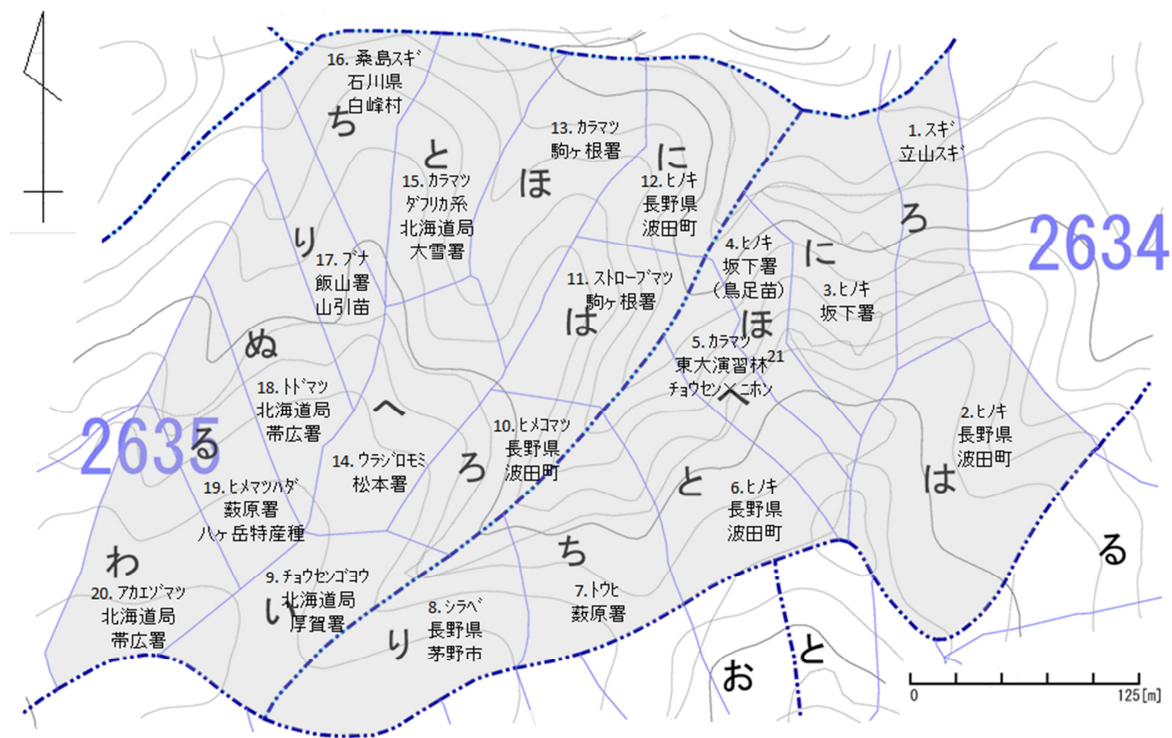 16. 桑島スギ
石川県
白峰村
ち
と
15. カラマツ
ダフリカ系
北海道局
大雪署
13. カラマツ
駒ヶ根署
ほ
に
12. ヒノキ
長野県
波田町
1. スギ
立山スギ
ろ
2634
り
17. ブナ
飯山署
山引苗
11. ストローブマツ
駒ヶ根署
は
4. ヒノキ
坂下署
(鳥足苗)
に
3. ヒノキ
坂下署
ほ
5. カラマツ
東大演習林21
チョウセン×ニホン
へ
ぬ
18. トドマツ
北海道局
帯広署
へ
2635
る
14. ウラジロモミ
松本署
ろ
10. ヒメコマツ
長野県
波田町
2. ヒノキ
長野県
波田町
は
と
6. ヒノキ
長野県
波田町
19. ヒメマツハダ
薮原署
八ヶ岳特産種
わ
20. アカエゾマツ
北海道局
帯広署
い
9. チョウセンゴヨウ
北海道局
厚賀署
り
8. シラベ
長野県
茅野市
ち
7. トウヒ
薮原署
る
お
と
0
125[m]